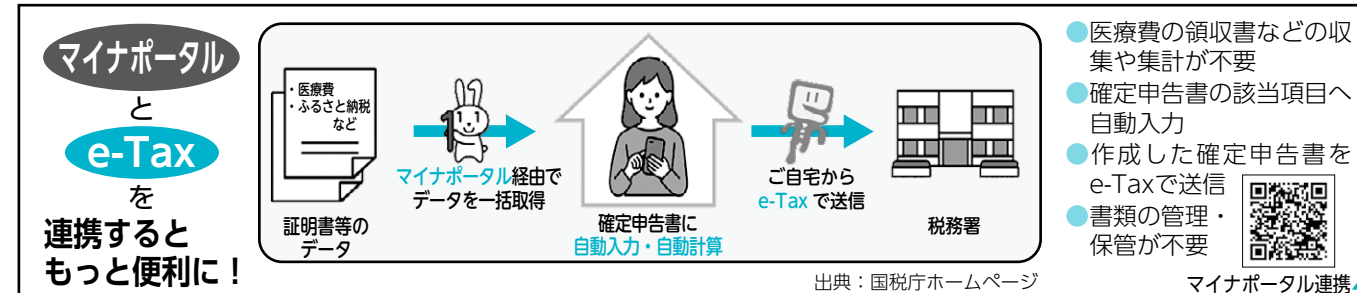 マイナポータル
と
e-Tax
を
連携すると
もっと便利に！
・医療費
・ふるさと納税
など
証明書等の
データ
マイナポータル経由で
データを一括取得
確定申告書に
自動入力・自動計算
ご自宅から
e-Tax で送信
税務署
出典：国税庁ホームページ
●医療費の領収書などの収
集や集計が不要
●確定申告書の該当項目へ
自動入力
●作成した確定申告書を
e-Taxで送信
●書類の管理・
保管が不要
マイナポータル連携